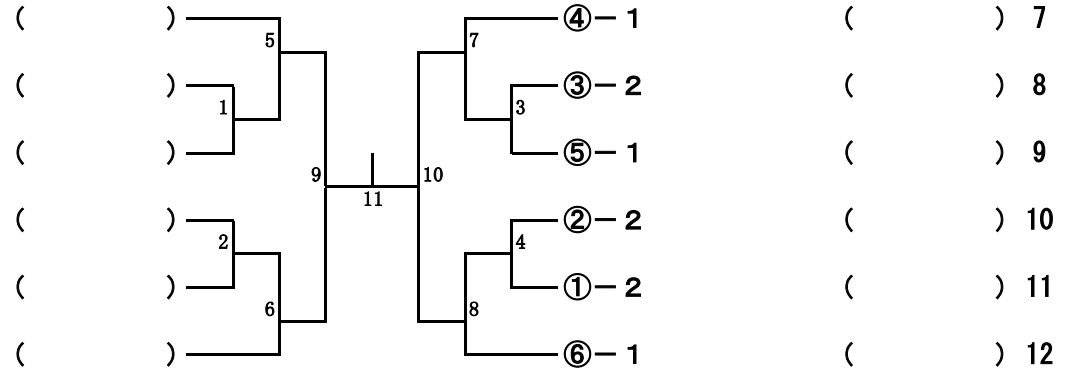 ( ) 5 7 ④－1 ( ) 7
( ) 1 3 ③－2 ( ) 8
( ) ⑤－1 ( ) 9
9 11 10
( ) 2 4 ②－2 ( ) 10
( ) 6 8 ①－2 ( ) 11
( ) ⑥－1 ( ) 12